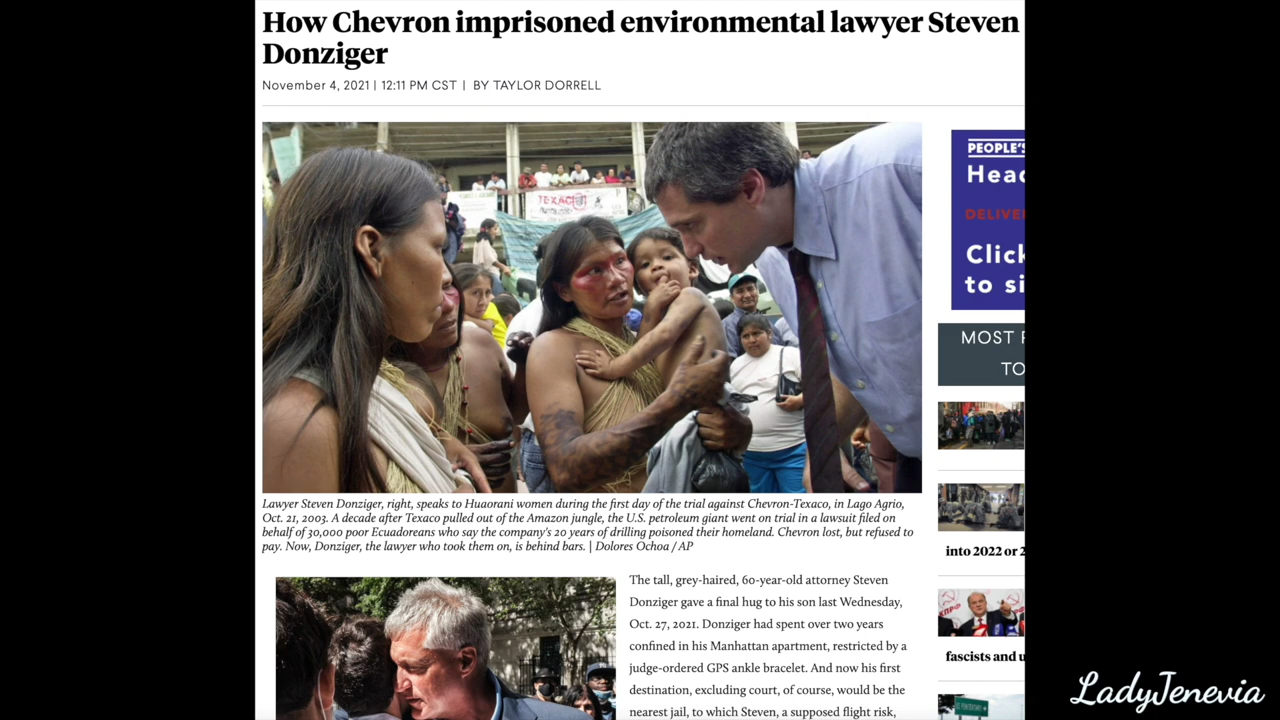 How Chevron imprisoned environmental lawyer Steven
Donziger
November 4, 2021 | 12:11 PM CST | BY TAYLOR DORRELL
TEXACO
Lawyer Steven Donziger, right, speaks to Huaorani women during the first day of the trial against Chevron-Texaco, in Lago Agrio,
Oct. 21, 2003. A decade after Texaco pulled out of the Amazon jungle, the U.S. petroleum giant went on trial in a lawsuit filed on
behalf of 30,000 poor Ecuadoreans who say the company's 20 years of drilling poisoned their homeland. Chevron lost, but refused to
pay. Now, Donziger, the lawyer who took them on, is behind bars. | Dolores Ochoa / AP
The tall, grey-haired, 60-year-old attorney Steven
Donziger gave a final hug to his son last Wednesday,
Oct. 27, 2021. Donziger had spent over two years
confined in his Manhattan apartment, restricted by a
judge-ordered GPS ankle bracelet. And now his first
destination, excluding court, of course, would be the
nearest jail, to which Steven, a supposed flight risk,
PEOPLE'S
Head
DELIVE
Click
to si
MOST
TO
into 2022 or 2
fascists and u
LadyJenevia